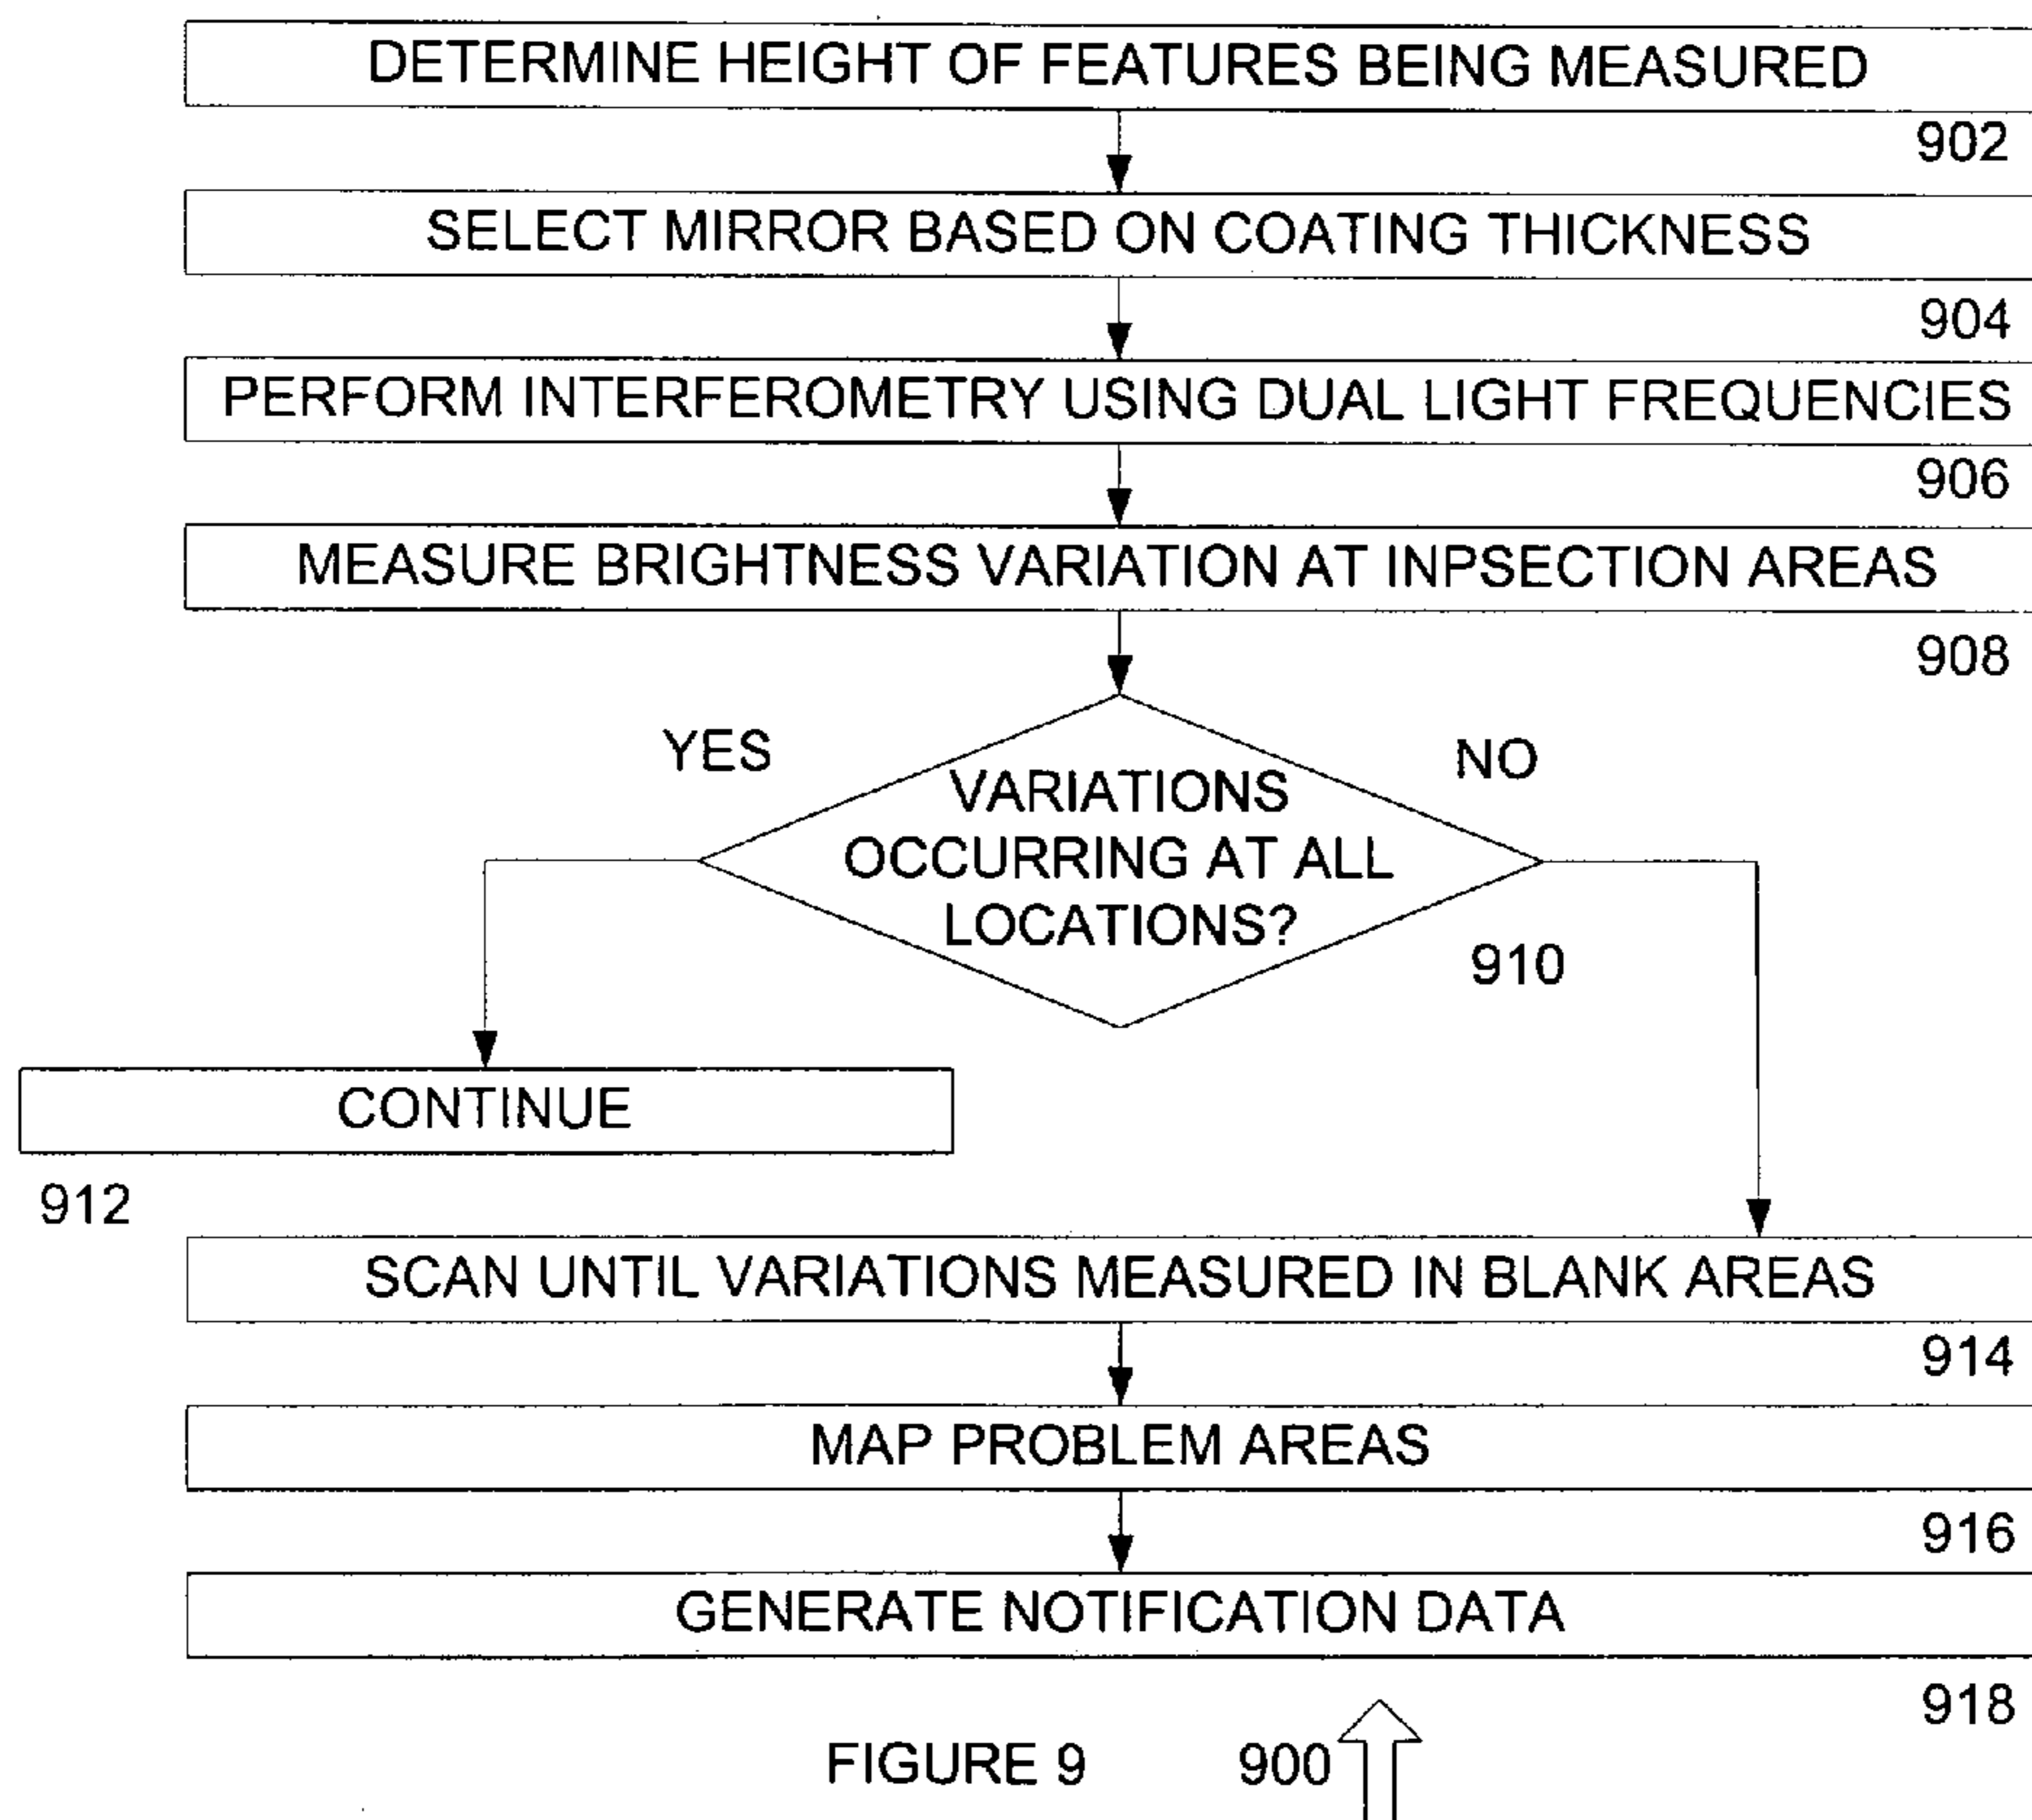 DETERMINE HEIGHT OF FEATURES BEING MEASURED
902
SELECT MIRROR BASED ON COATING THICKNESS
904
PERFORM INTERFEROMETRY USING DUAL LIGHT FREQUENCIES
906
MEASURE BRIGHTNESS VARIATION AT INPSECTION AREAS
908
YES
NO
VARIATIONS
OCCURRING AT ALL
LOCATIONS?
910
CONTINUE
912
SCAN UNTIL VARIATIONS MEASURED IN BLANK AREAS
914
MAP PROBLEM AREAS
916
GENERATE NOTIFICATION DATA
918
FIGURE 9
900